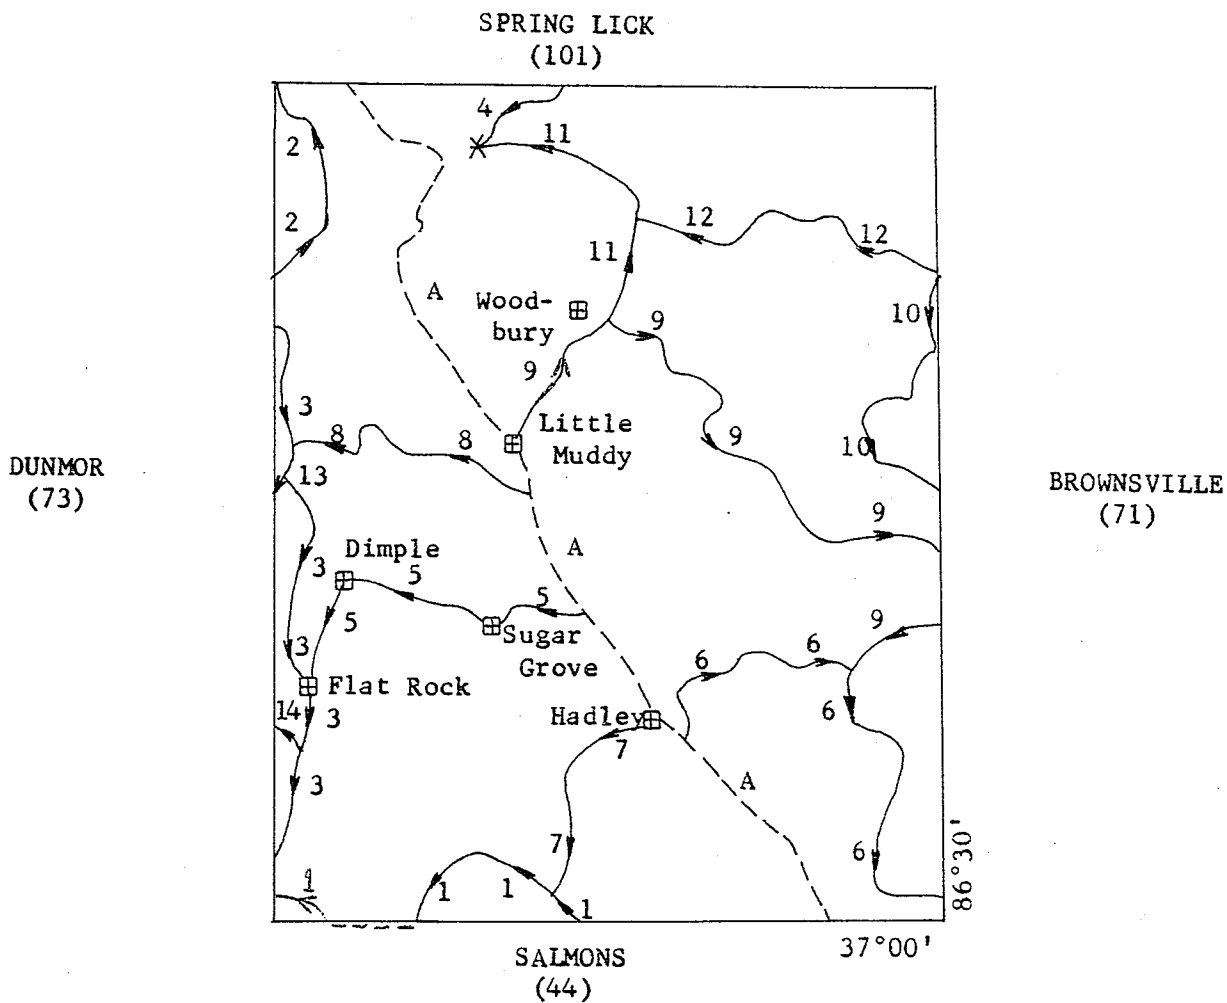 SPRING LICK
(101)
4
2
11
2
12
12
11
A
Wood-
bury
10
9
9
3
Little
Muddy
8
8
9
10
DUNMOR
(73)
13
BROWNSVILLE
(71)
9
A
Dimple
3
5
5
5
9
Sugar
Grove
3
6
6
Flat Rock
14
3
Hadley
6
7
3
A
7
6
86°30'
1
1
1
1
37°00'
SALMONS
(44)